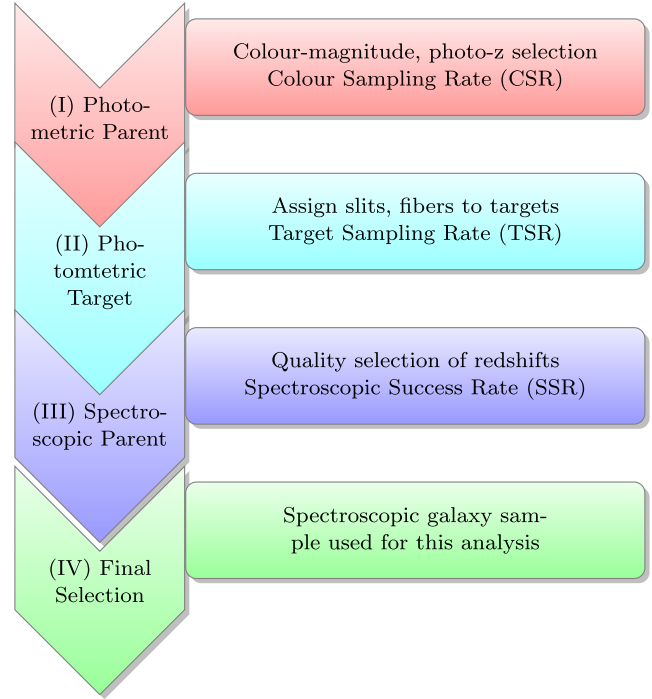 (I) Photo-
metric Parent
Colour-magnitude, photo-z selection
Colour Sampling Rate (CSR)
(II) Pho-
tomtetric
Target
Assign slits, fibers to targets
Target Sampling Rate (TSR)
(III) Spectro-
scopic Parent
Quality selection of redshifts
Spectroscopic Success Rate (SSR)
(IV) Final
Selection
Spectroscopic galaxy sam-
ple used for this analysis